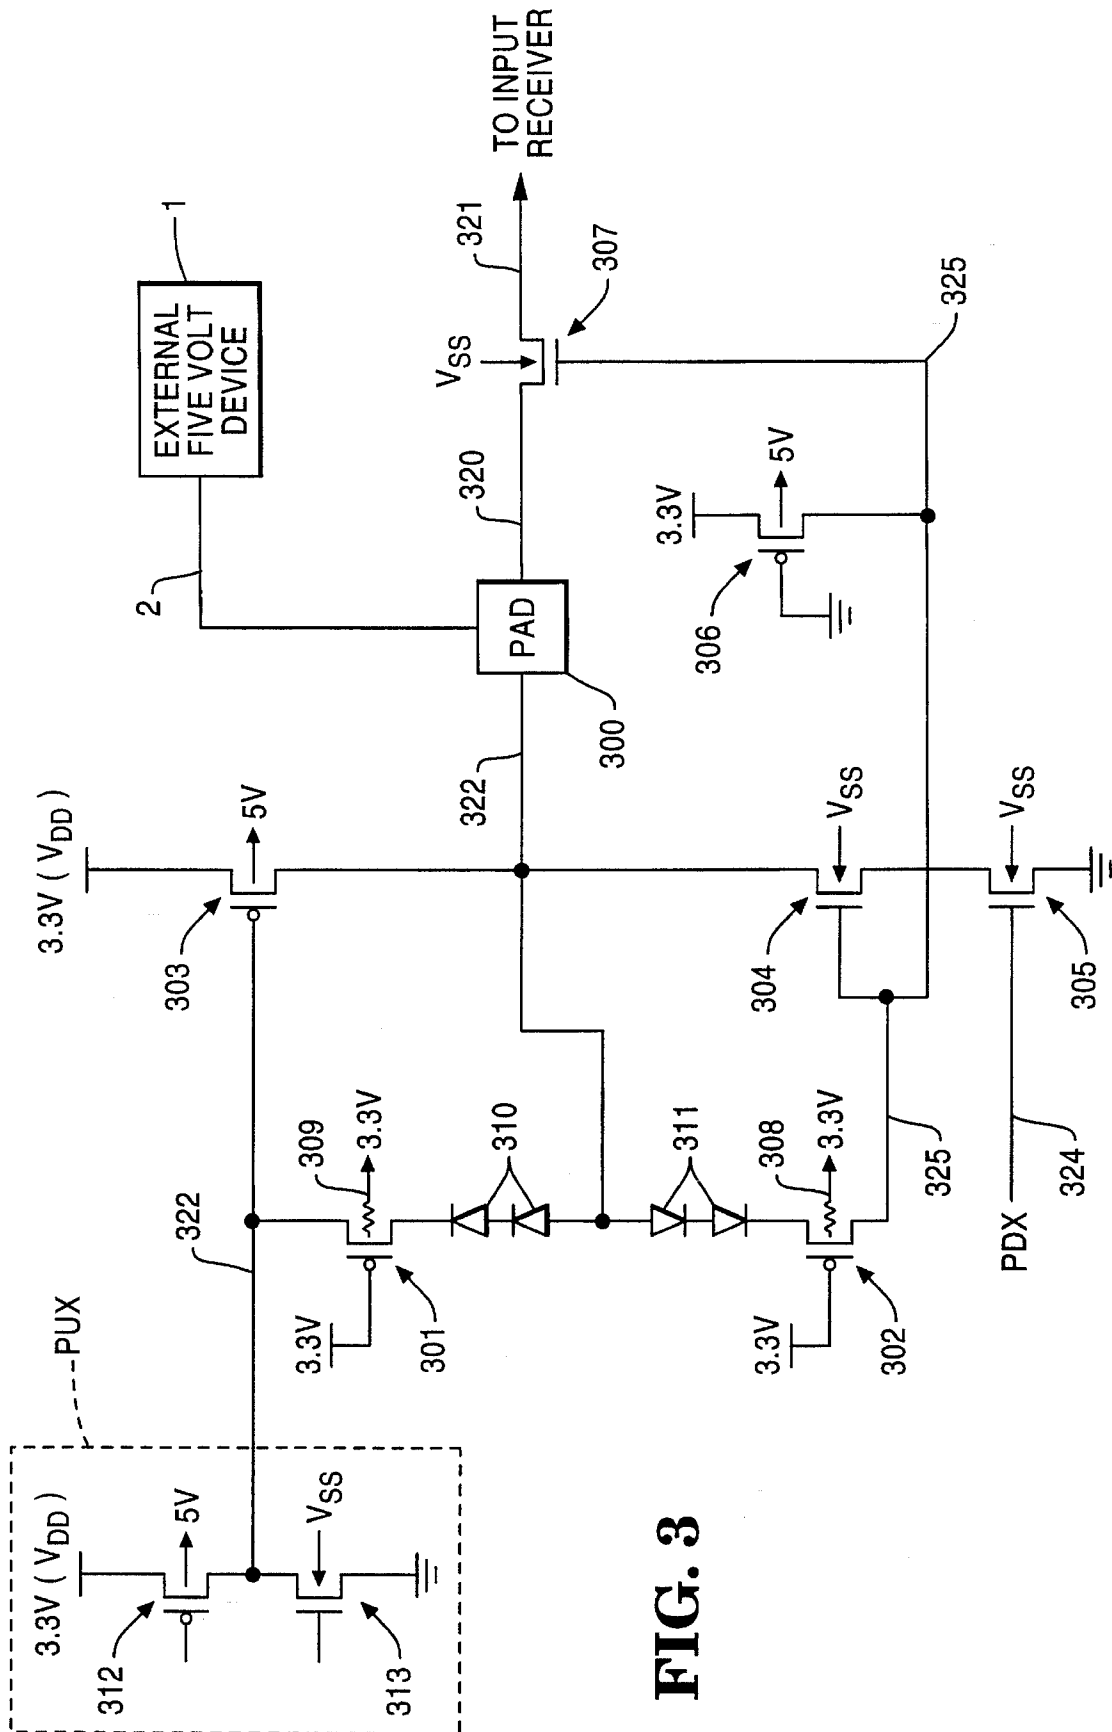 3.3V ( VDD )
312
5V
VSS
313
PUX
322
3.3V
309
3.3V
301
310
311
3.3V
308
3.3V
302
325
PDX
324
3.3V ( VDD )
303
5V
322
304
VSS
VSS
305
EXTERNAL
FIVE VOLT
DEVICE
1
2
PAD
300
320
VSS
321
TO INPUT
RECEIVER
307
3.3V
306
5V
325
FIG. 3